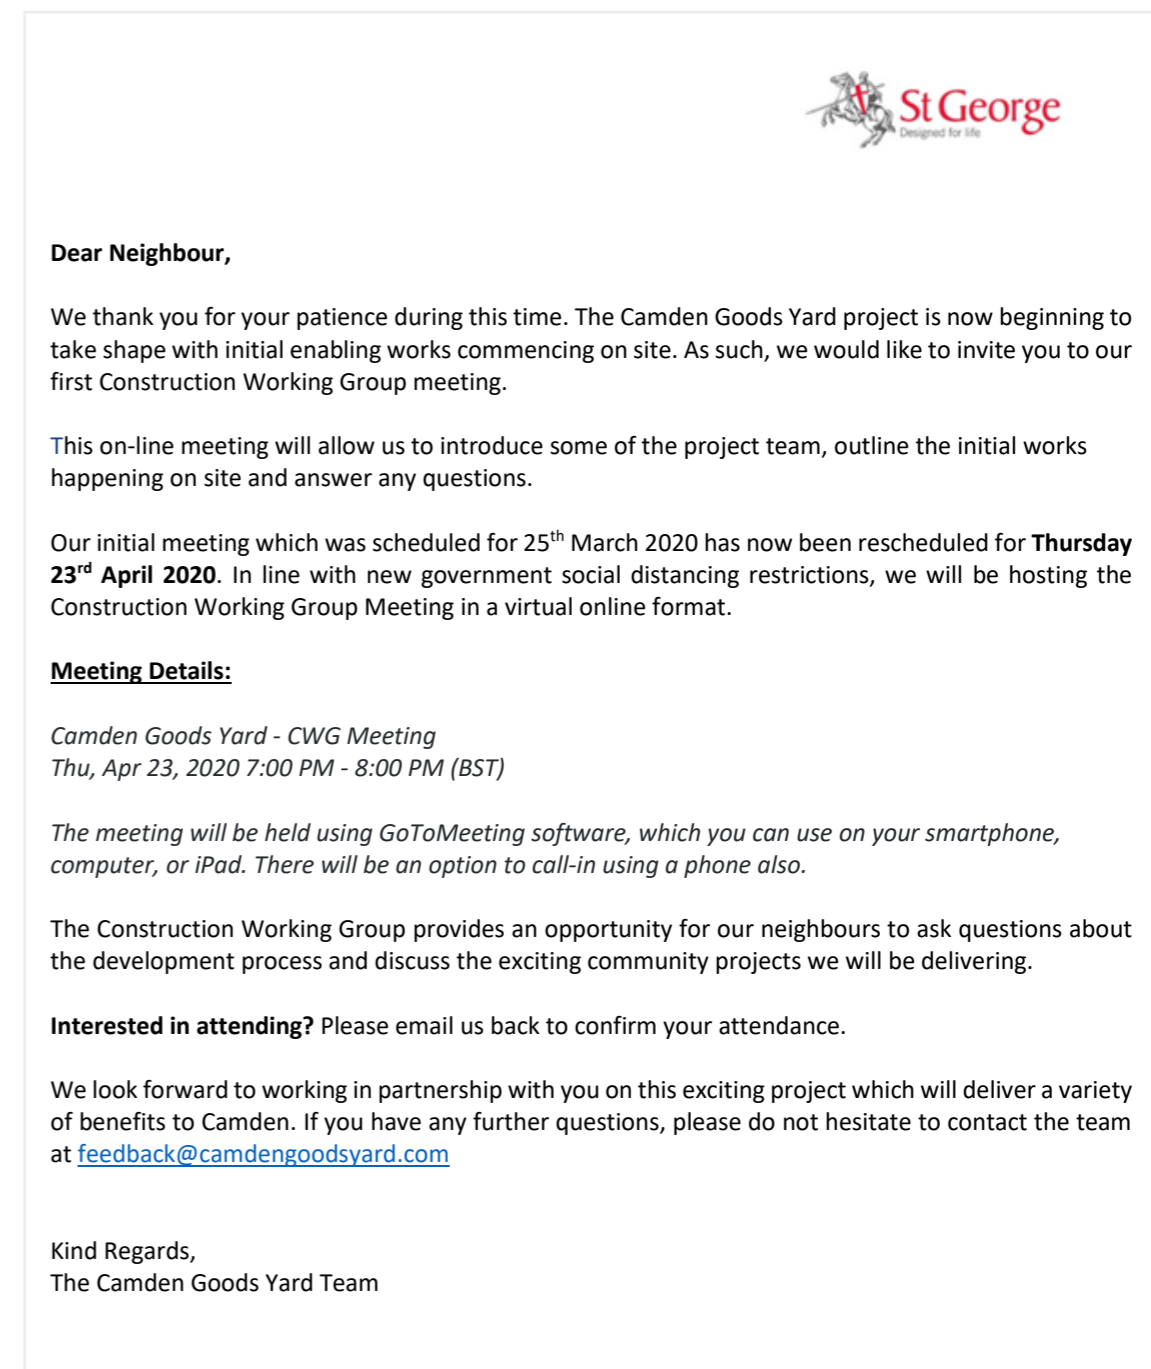 St George
Designed for life
Dear Neighbour,
We thank you for your patience during this time. The Camden Goods Yard project is now beginning to
take shape with initial enabling works commencing on site. As such, we would like to invite you to our
first Construction Working Group meeting.
This on-line meeting will allow us to introduce some of the project team, outline the initial works
happening on site and answer any questions.
Our initial meeting which was scheduled for 25th March 2020 has now been rescheduled for Thursday
23rd April 2020. In line with new government social distancing restrictions, we will be hosting the
Construction Working Group Meeting in a virtual online format.
Meeting Details:
Camden Goods Yard - CWG Meeting
Thu, Apr 23, 2020 7:00 PM - 8:00 PM (BST)
The meeting will be held using GoToMeeting software, which you can use on your smartphone,
computer, or iPad. There will be an option to call-in using a phone also.
The Construction Working Group provides an opportunity for our neighbours to ask questions about
the development process and discuss the exciting community projects we will be delivering.
Interested in attending? Please email us back to confirm your attendance.
We look forward to working in partnership with you on this exciting project which will deliver a variety
of benefits to Camden. If you have any further questions, please do not hesitate to contact the team
at feedback@camdengoodsyard.com
Kind Regards,
The Camden Goods Yard Team